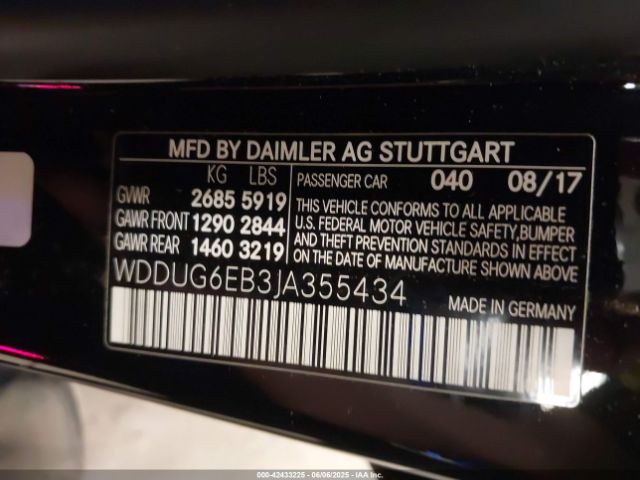 MFD BY DAIMLER AG STUTTGART
KG LBS
GVWR 2685 5919
GAWR FRONT 1290 2844
GAWR REAR 1460 3219
PASSENGER CAR 040 08/17
THIS VEHICLE CONFORMS TO ALL APPLICABLE
U.S. FEDERAL MOTOR VEHICLE SAFETY,BUMPER
AND THEFT PREVENTION STANDARDS IN EFFECT
ON THE DATE OF MANUFACTURE SHOWN ABOVE.
WDDUG6EB3JA355434
MADE IN GERMANY
000-42433225 - 06/06/2025 - IAAI.com